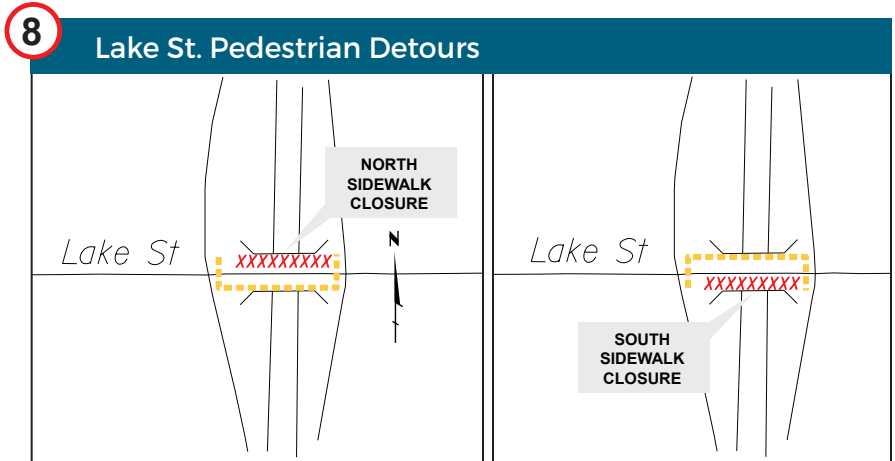 8
Lake St. Pedestrian Detours
NORTH
SIDEWALK
CLOSURE
Lake St
XXXXXXXXX
N
Lake St
XXXXXXXXX
SOUTH
SIDEWALK
CLOSURE